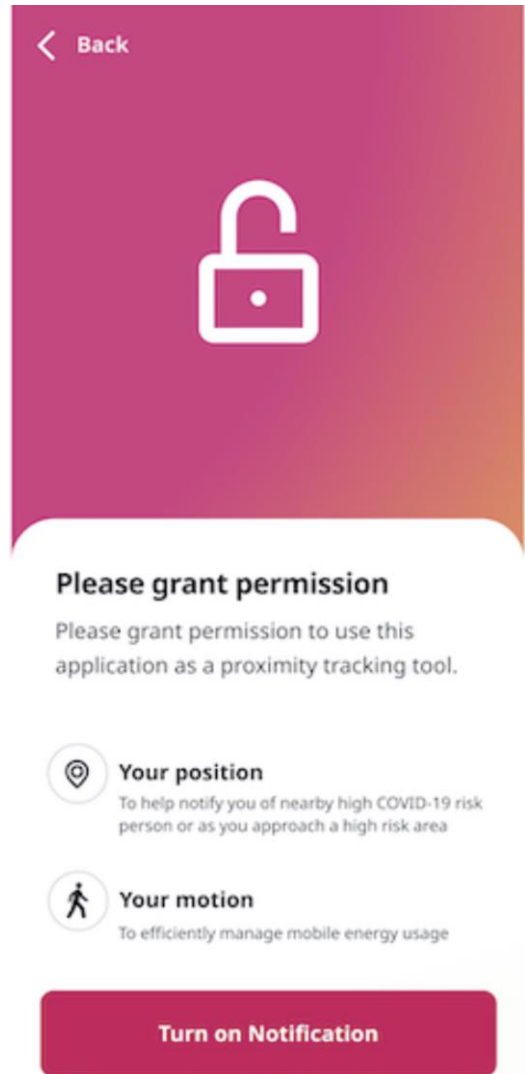 Back
Please grant permission
Please grant permission to use this
application as a proximity tracking tool.
Your position
To help notify you of nearby high COVID-19 risk
person or as you approach a high risk area
Your motion
To efficiently manage mobile energy usage
Turn on Notification